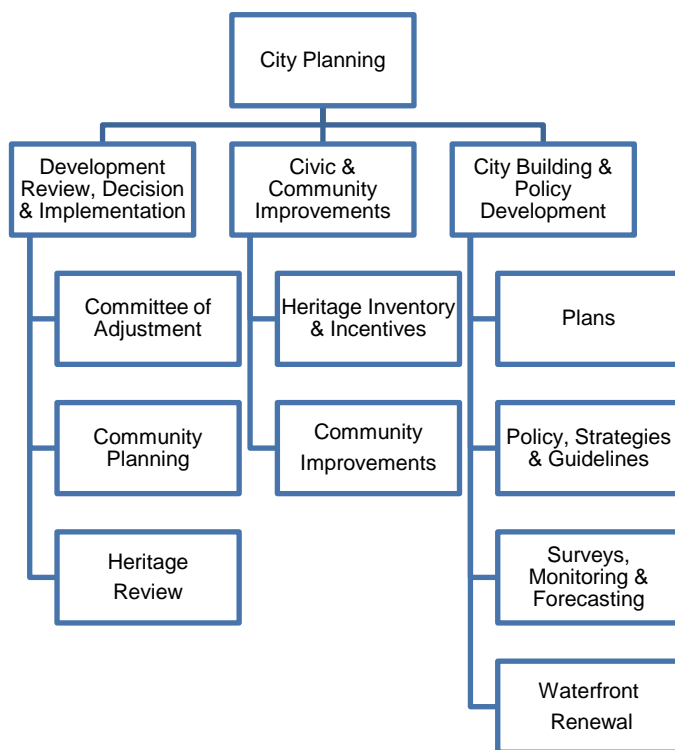 City Planning
Development
Review, Decision
& Implementation
Civic &
Community
Improvements
City Building &
Policy
Development
Committee of
Adjustment
Heritage Inventory
& Incentives
Plans
Community
Planning
Community
Improvements
Policy, Strategies
& Guidelines
Heritage
Review
Surveys,
Monitoring &
Forecasting
Waterfront
Renewal